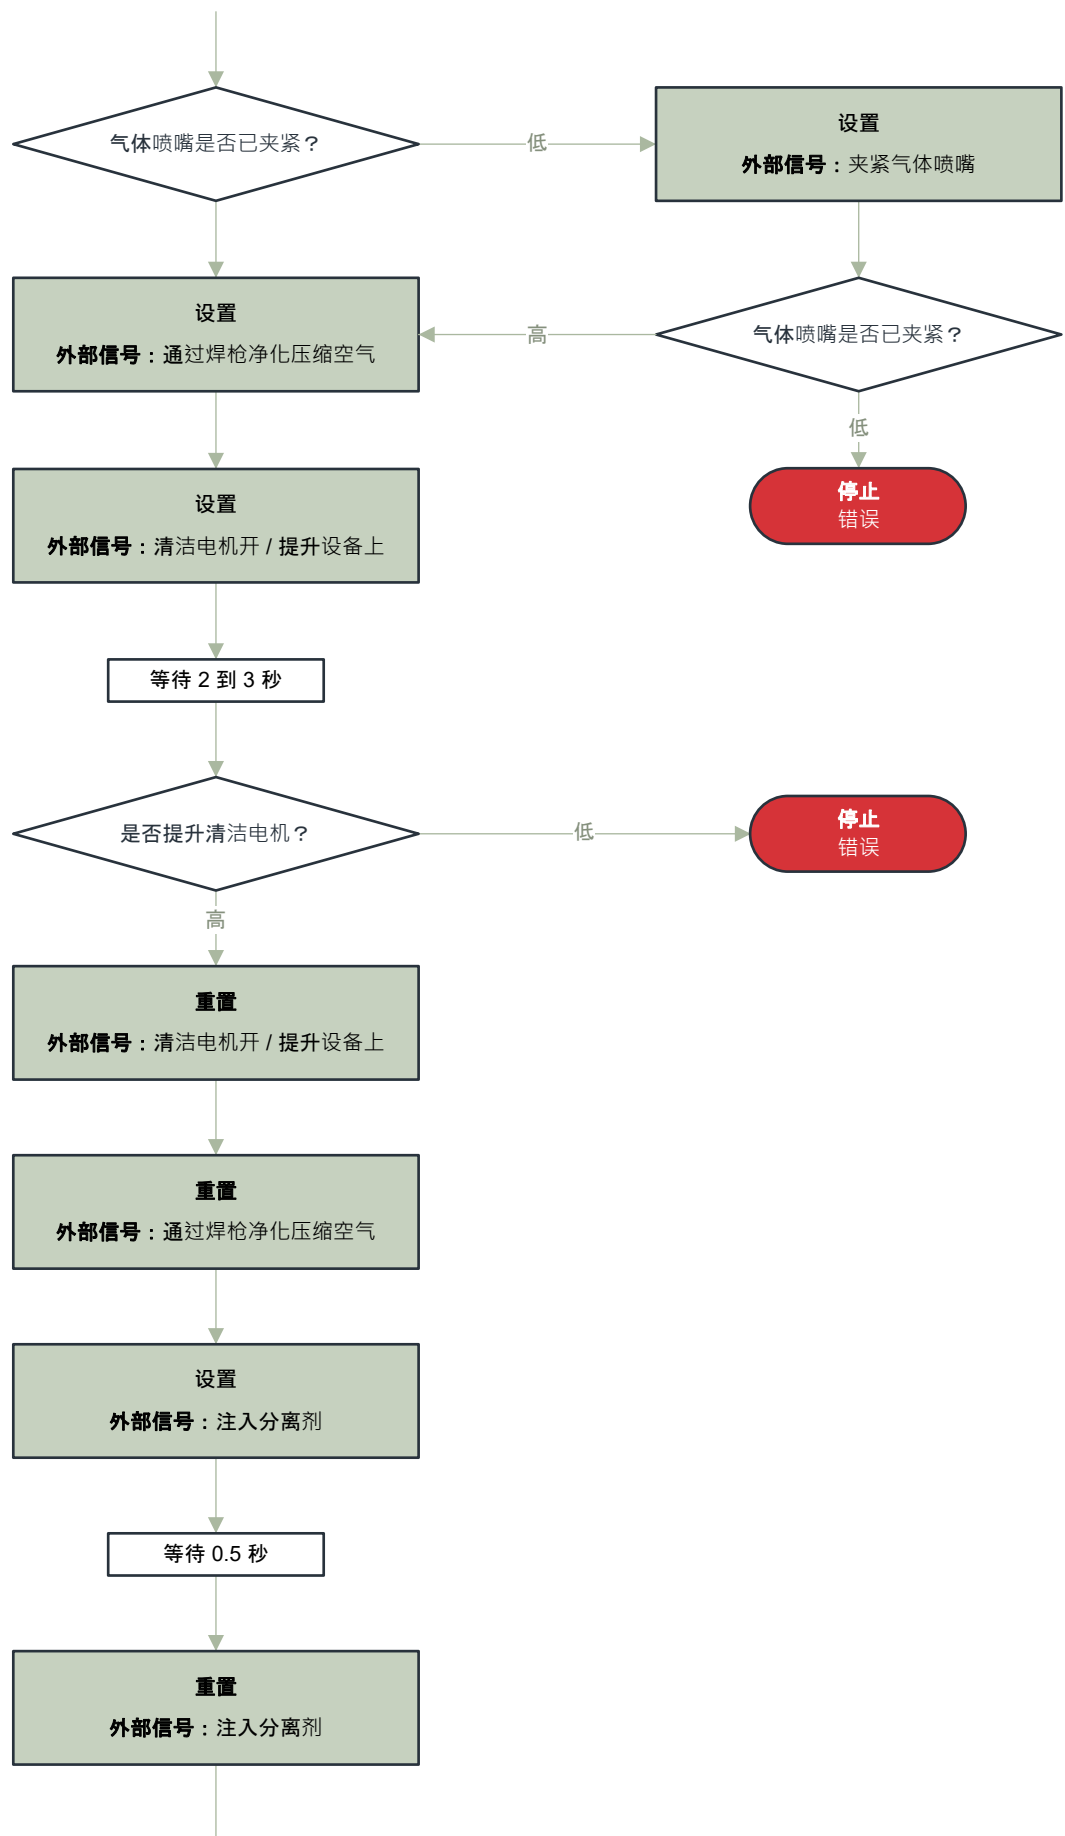 气体喷嘴是否已夹紧？
低
设置
外部信号：夹紧气体喷嘴
设置
外部信号：通过焊枪净化压缩空气
高
气体喷嘴是否已夹紧？
低
设置
外部信号：清洁电机开 / 提升设备上
停止
错误
等待 2 到 3 秒
是否提升清洁电机？
低
停止
错误
高
重置
外部信号：清洁电机开 / 提升设备上
重置
外部信号：通过焊枪净化压缩空气
设置
外部信号：注入分离剂
等待 0.5 秒
重置
外部信号：注入分离剂